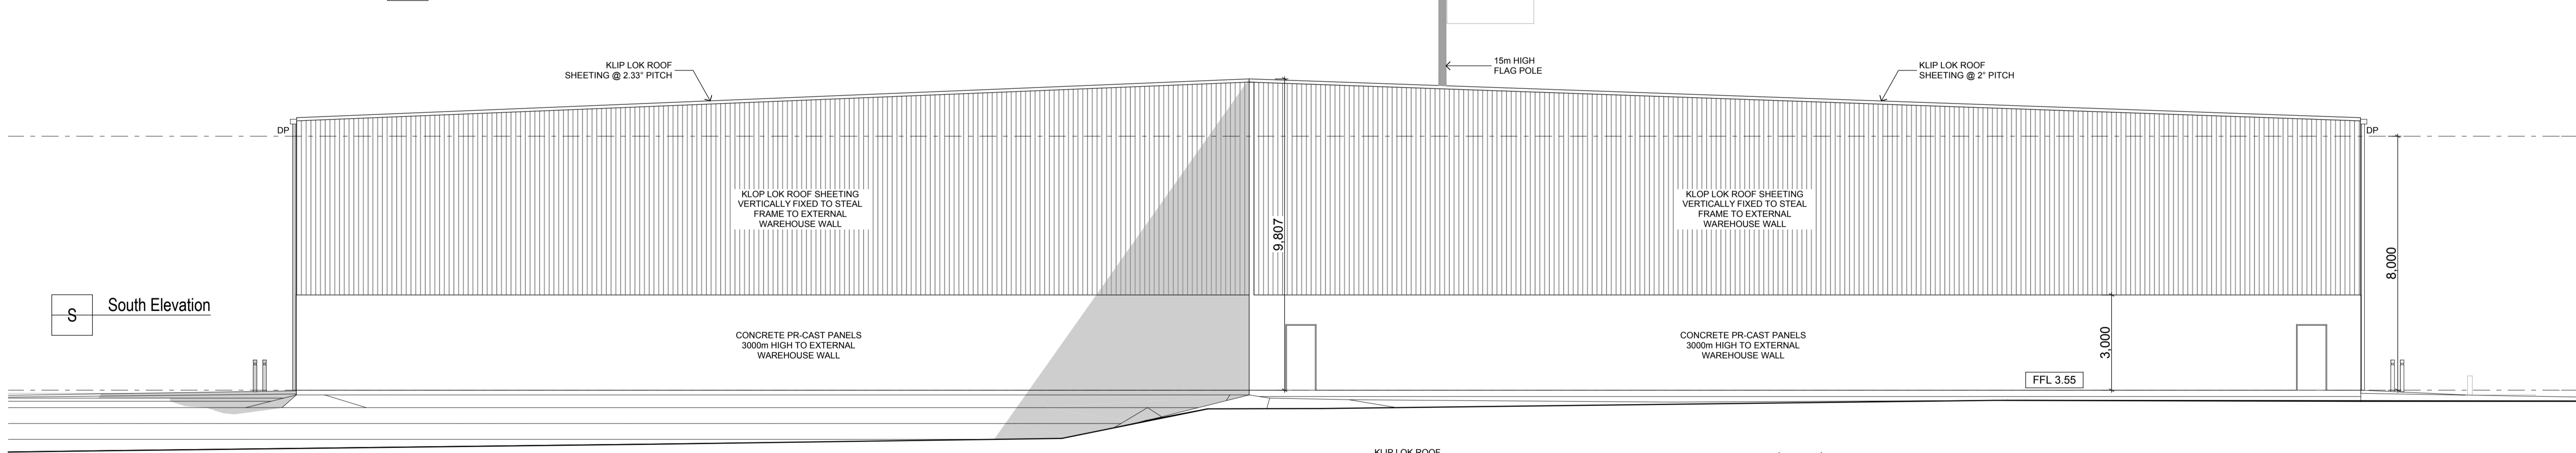 KLIP LOK ROOF
SHEETING @ 2.33° PITCH
15m HIGH
FLAG POLE
KLIP LOK ROOF
SHEETING @ 2° PITCH
DP
DP
KLOP LOK ROOF SHEETING
VERTICALLY FIXED TO STEAL
FRAME TO EXTERNAL
WAREHOUSE WALL
9,807
KLOP LOK ROOF SHEETING
VERTICALLY FIXED TO STEAL
FRAME TO EXTERNAL
WAREHOUSE WALL
8,000
S
South Elevation
CONCRETE PR-CAST PANELS
3000m HIGH TO EXTERNAL
WAREHOUSE WALL
CONCRETE PR-CAST PANELS
3000m HIGH TO EXTERNAL
WAREHOUSE WALL
3,000
FFL 3.55
KLIP LOK ROOF